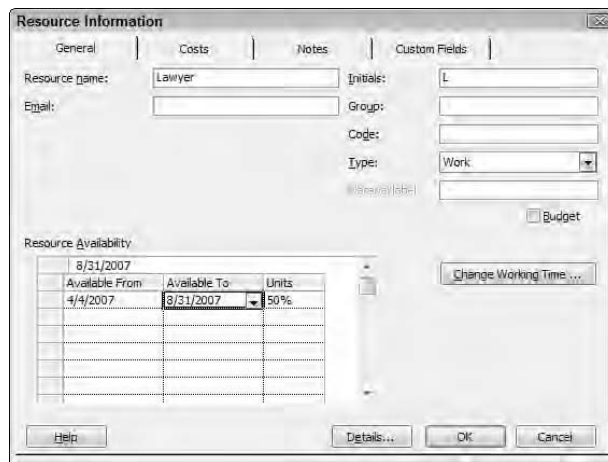 Resource Information
General Costs Notes Custom Fields
Resource name: Lawyer Initials: L
Email: Group:
Code:
Type: Work
Budget
Resource Availability
8/31/2007
Available From Available To Units
4/4/2007 8/31/2007 50%
Change Working Time ...
Help Details... OK Cancel